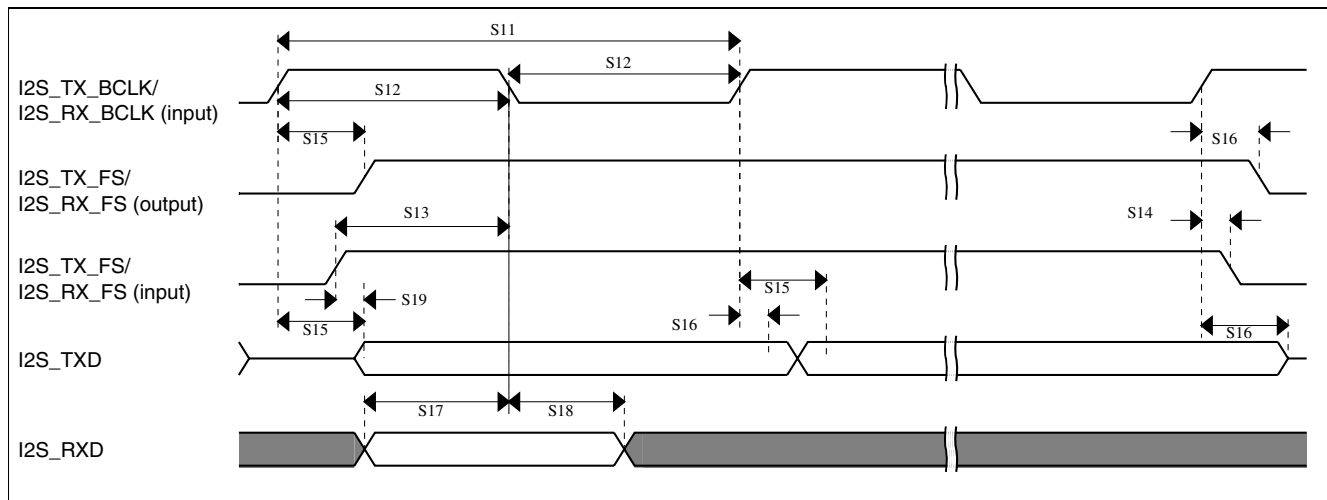 S11
S12
I2S_TX_BCLK/
I2S_RX_BCLK (input)
S12
S15
S16
I2S_TX_FS/
I2S_RX_FS (output)
S13
S14
I2S_TX_FS/
I2S_RX_FS (input)
S15
S19
S15
S16
S16
I2S_TXD
S17
S18
I2S_RXD